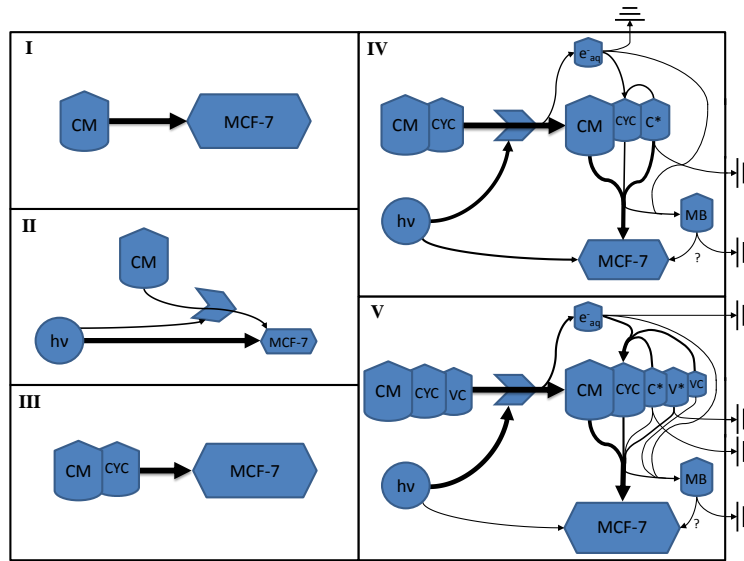 I
CM
MCF-7
II
CM
hν
MCF-7
III
CM
CYC
MCF-7
IV
e⁻aq
CM
CYC
CM
CYC
C*
hν
MB
MCF-7
?
V
e⁻aq
CM
CYC
VC
CM
CYC
C*
V*
VC
hν
MB
MCF-7
?